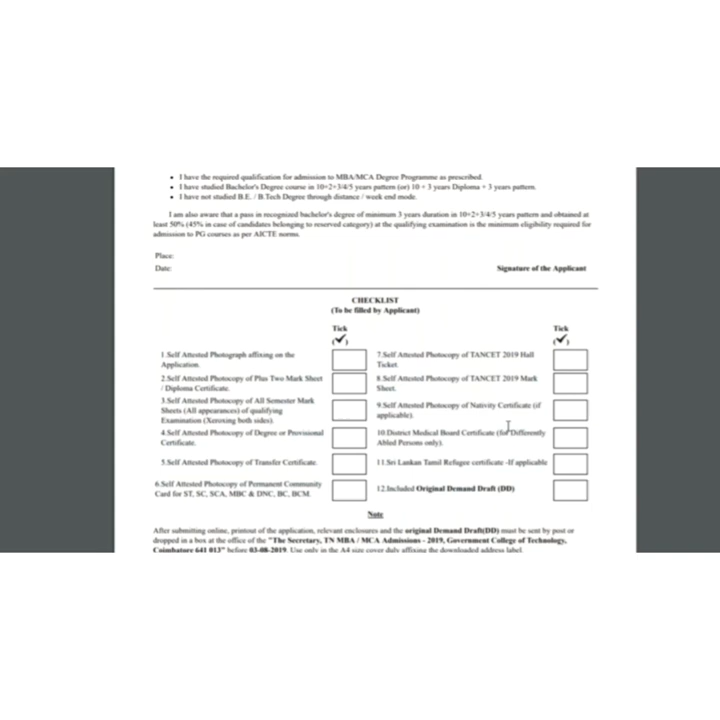 • I have the required qualification for admission to MBA/MCA Degree Programme as prescribed.
• I have studied Bachelor's Degree course in 10+2+3/4/5 years pattern (or) 10 + 3 years Diploma + 3 years pattern.
• I have not studied B.E. / B.Tech Degree through distance / week end mode.
I am also aware that a pass in recognized bachelor's degree of minimum 3 years duration in 10+2+3/4/5 years pattern and obtained at
least 50% (45% in case of candidates belonging to reserved category) at the qualifying examination is the minimum eligibility required for
admission to PG courses as per AICTE norms.
Place:
Date:
Signature of the Applicant
CHECKLIST
(To be filled by Applicant)
Tick
(✓)
1.Self Attested Photograph affixing on the
Application.
2.Self Attested Photocopy of Plus Two Mark Sheet
/ Diploma Certificate.
3.Self Attested Photocopy of All Semester Mark
Sheets (All appearances) of qualifying
Examination (Xeroxing both sides).
4.Self Attested Photocopy of Degree or Provisional
Certificate.
5.Self Attested Photocopy of Transfer Certificate.
6.Self Attested Photocopy of Permanent Community
Card for ST, SC, SCA, MBC & DNC, BC, BCM.
Tick
(✓)
7.Self Attested Photocopy of TANCET 2019 Hall
Ticket.
8.Self Attested Photocopy of TANCET 2019 Mark
Sheet.
9.Self Attested Photocopy of Nativity Certificate (if
applicable).
10.District Medical Board Certificate (for Differently
Abled Persons only).
11.Sri Lankan Tamil Refugee certificate -If applicable
12.Included Original Demand Draft (DD)
Note
After submitting online, printout of the application, relevant enclosures and the original Demand Draft(DD) must be sent by post or
dropped in a box at the office of the "The Secretary, TN MBA / MCA Admissions - 2019, Government College of Technology,
Coimbatore 641 013" before 03-08-2019. Use only in the A4 size cover duly affixing the downloaded address label.